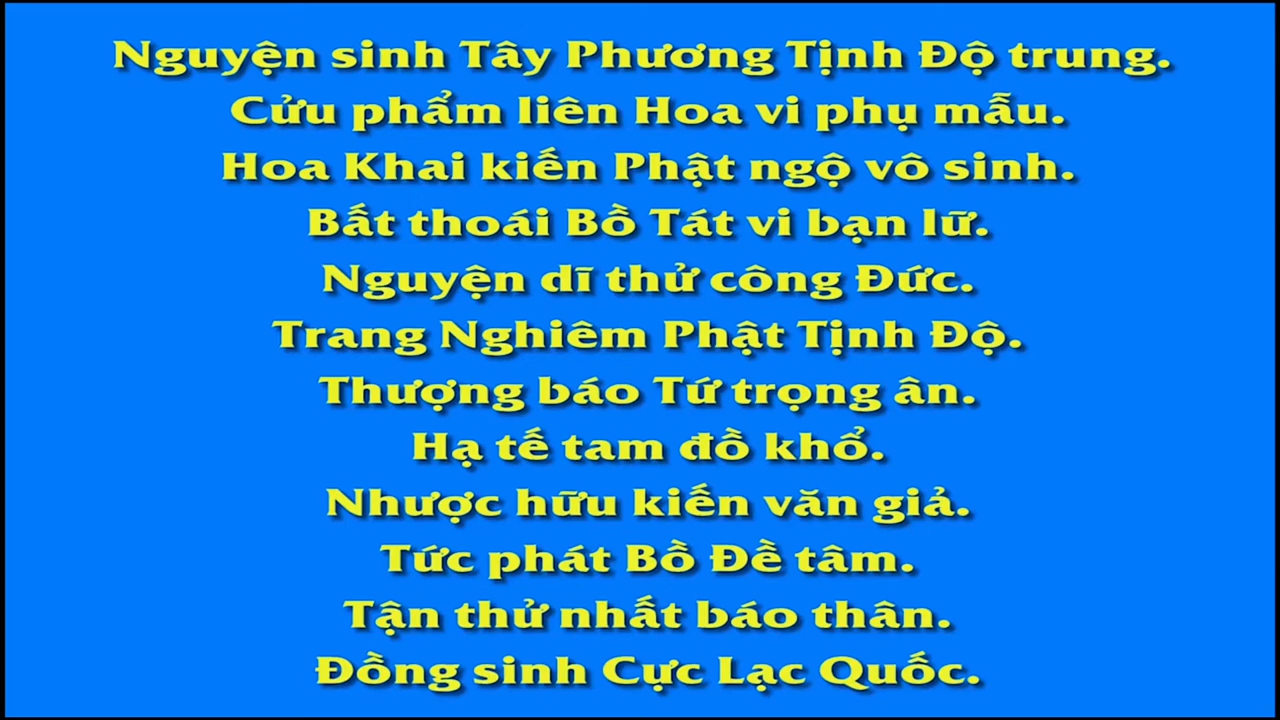 Nguyện sinh Tây Phương Tịnh Độ trung.
Cửu phẩm liên Hoa vi phụ mẫu.
Hoa Khai kiến Phật ngộ vô sinh.
Bất thoái Bồ Tát vi bạn lữ.
Nguyện dĩ thử công Đức.
Trang Nghiêm Phật Tịnh Độ.
Thượng báo Tứ trọng ân.
Hạ tế tam đồ khổ.
Nhược hữu kiến văn giả.
Tức phát Bồ Đề tâm.
Tận thử nhất báo thân.
Đồng sinh Cực Lạc Quốc.